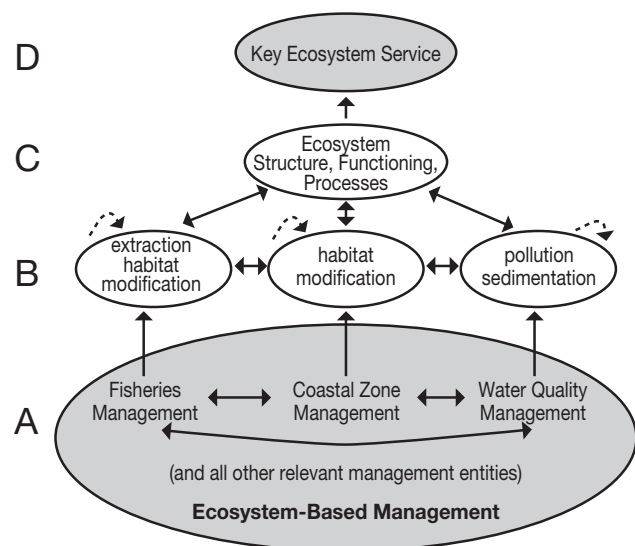 D
Key Ecosystem Service
C
Ecosystem
Structure, Functioning,
Processes
B
extraction
habitat
modification
habitat
modification
pollution
sedimentation
A
Fisheries
Management
Coastal Zone
Management
Water Quality
Management
(and all other relevant management entities)
Ecosystem-Based Management